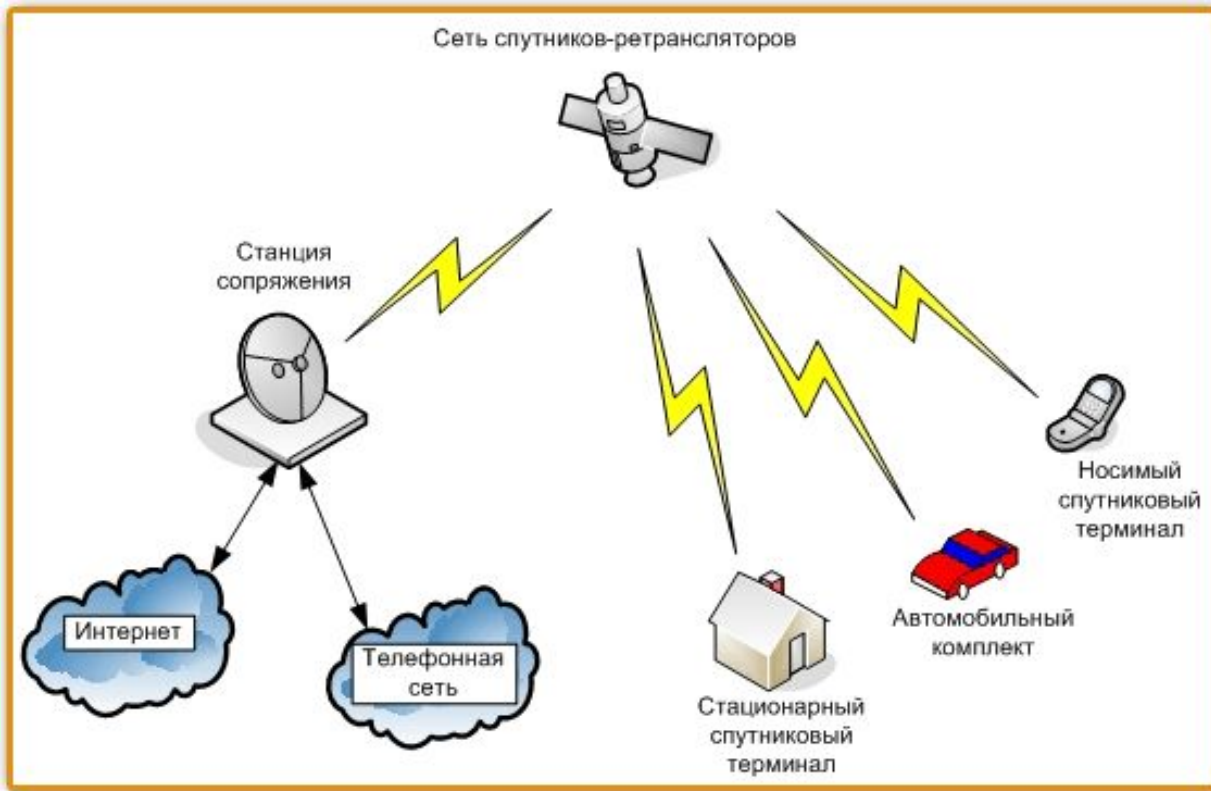 Сеть спутников-ретрансляторов
Станция
сопряжения
Носимый
спутниковый
терминал
Автомобильный
комплект
Интернет
Телефонная
сеть
Стационарный
спутниковый
терминал